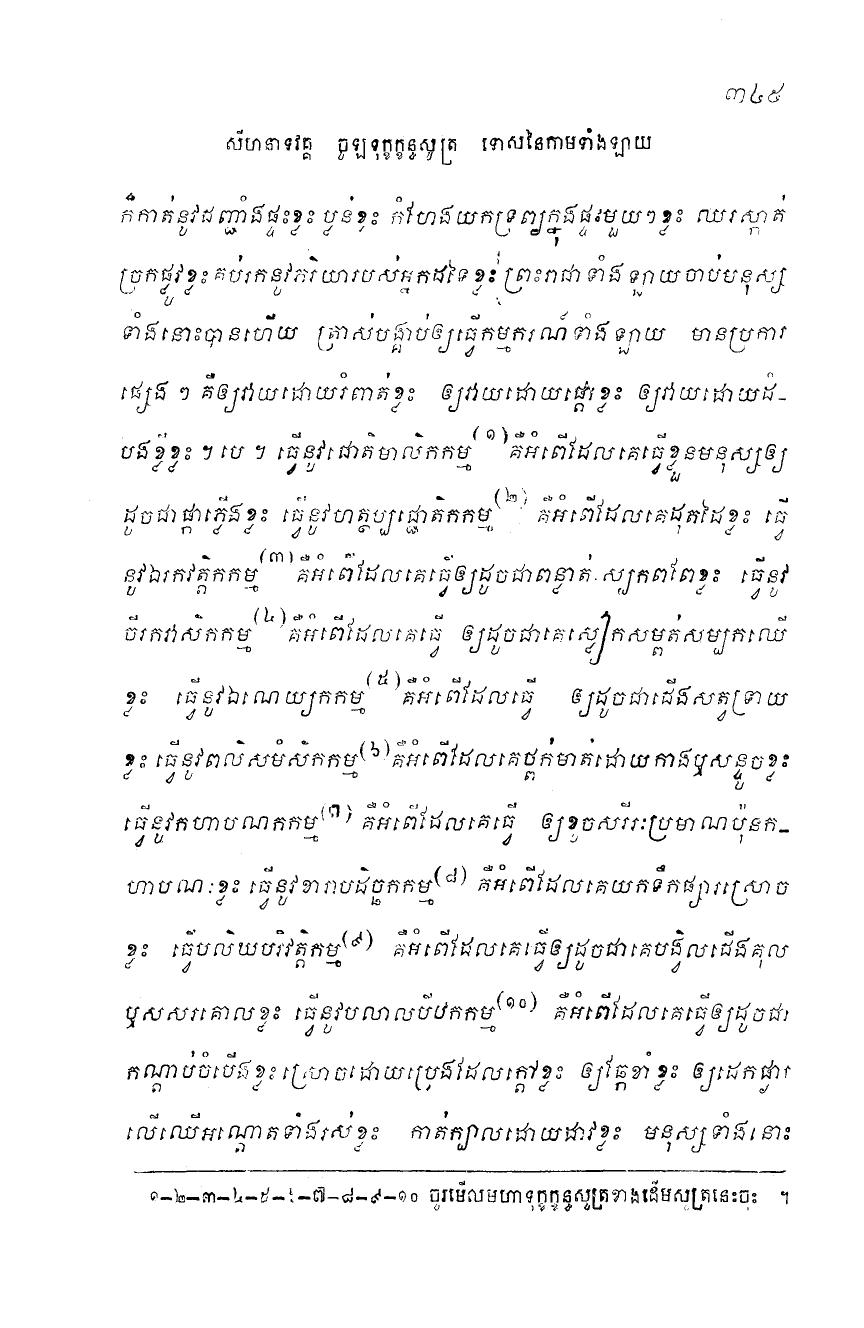 ៣៤៥
សីហនាទវគ្គ ចូឡទុក្ខក្ខន្ធសូត្រ ទោសនៃកាមទាំងឡាយ
ក៏កាត់នូវដញ្ជាំងផ្ទះខ្លះ ប្លន់ខ្លះ កំហែងយកទ្រព្យក្នុងផ្ទះមួយៗខ្លះ ឈរស្កាត់
ច្រកផ្លូវខ្លះ គប់រកនូវភរិយារបស់អ្នកដទៃខ្លះ ព្រះរាជាទាំងឡាយចាប់មនុស្ស
ទាំងនោះបានហើយ ត្រាស់បង្គាប់ឲ្យធ្វើកម្មករណ៍ទាំងឡាយ មានប្រការ
ផ្សេង ៗ គឺឲ្យវាយដោយរំពាត់ខ្លះ ឲ្យវាយដោយផ្តៅខ្លះ ឲ្យវាយដោយដំ-
បងខ្លីខ្លះ ។ បេ ។ ធ្វើនូវជោតិមាលិកកម្ម(១) គឺអំពើដែលគេធ្វើខ្លួនមនុស្សឲ្យ
ដូចជាផ្កាភ្លើងខ្លះ ធ្វើនូវហត្ថប្បជ្ជោតិកកម្ម(២) គឺអំពើដែលគេដុតដៃខ្លះ ធ្វើ
នូវឯរកវត្តិកកម្ម(៣) គឺអំពើដែលគេធ្វើឲ្យដូចជាពន្ធាត់ស្បែកពពែខ្លះ ធ្វើនូវ
ចីរកវាសិកកម្ម(៤) គឺអំពើដែលគេធ្វើ ឲ្យដូចជាគេស្លៀកសម្ពត់សម្បកឈើ
ខ្លះ ធ្វើនូវឯណេយ្យកកម្ម(៥) គឺអំពើដែលធ្វើ ឲ្យដូចជាជើងសត្វទ្រាយ
ខ្លះ ធ្វើនូវពលិសមំសិកកម្ម(៦) គឺអំពើដែលគេថ្ពក់មាត់ដោយកាងឬសន្ទូចខ្លះ
ធ្វើនូវកហាបណកកម្ម(៧) គឺអំពើដែលគេធ្វើ ឲ្យខូចសរីរៈប្រមាណប៉ុនក-
ហាបណៈខ្លះ ធ្វើនូវខារាបដិច្ឆកកម្ម(៨) គឺអំពើដែលគេយកទឹកផ្សារស្រោច
ខ្លះ ធ្វើបលិឃបរិវត្តិកម្ម(៩) គឺអំពើដែលគេធ្វើឲ្យដូចជាគេបង្វិលជើងគុល
ឬសសរគោលខ្លះ ធ្វើនូវបលាលបីឋកកម្ម(១០) គឺអំពើដែលគេធ្វើឲ្យដូចជា
កណ្តាប់ចំបើងខ្លះ ស្រោចដោយប្រេងដែលក្តៅខ្លះ ឲ្យឆ្កែខាំខ្លះ ឲ្យដេកផ្ងារ
លើឈើអណ្តោតទាំងរស់ខ្លះ កាត់ក្បាលដោយដាវខ្លះ មនុស្សទាំងនោះ
១-២-៣-៤-៥-៦-៧-៨-៩-១០ ចូរមើលមហាទុក្ខក្ខន្ធសូត្រខាងដើមសូត្រនេះចុះ ។